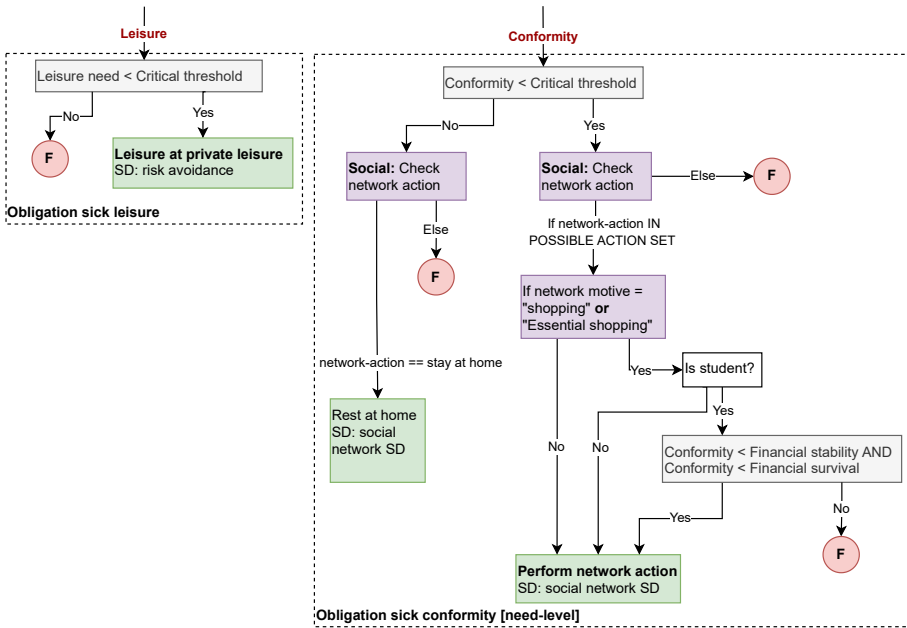 Leisure
Leisure need < Critical threshold
No
Yes
F
Leisure at private leisure
SD: risk avoidance
Obligation sick leisure
Conformity
Conformity < Critical threshold
No
Yes
Social: Check
network action
Social: Check
network action
Else
F
Else
F
If network-action IN
POSSIBLE ACTION SET
If network motive =
"shopping" or
"Essential shopping"
network-action == stay at home
Yes
Is student?
Rest at home
SD: social
network SD
No
No
Yes
Conformity < Financial stability AND
Conformity < Financial survival
Yes
No
F
Perform network action
SD: social network SD
Obligation sick conformity [need-level]